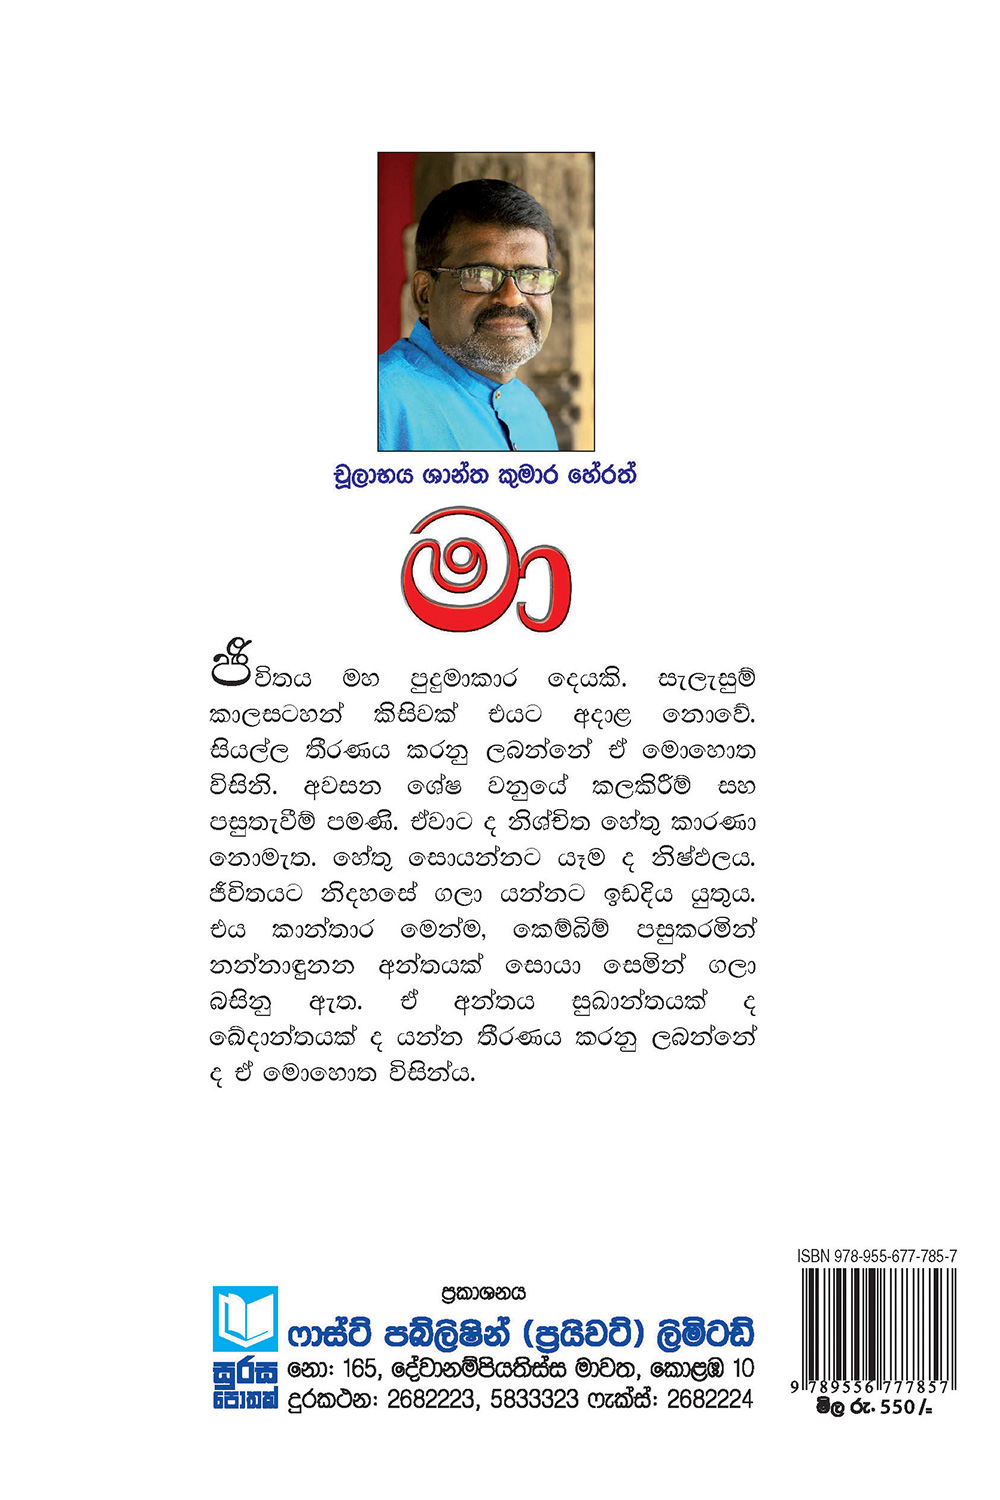 චූලාභය ශාන්ත කුමාර හේරත්
මා
ජීවිතය මහ පුදුමාකාර දෙයකි. සැලැසුම්
කාලසටහන් කිසිවක් එයට අදාළ නොවේ.
සියල්ල තීරණය කරනු ලබන්නේ ඒ මොහොත
විසිනි. අවසන ශේෂ වනුයේ කලකිරීම් සහ
පසුතැවීම් පමණි. ඒවාට ද නිශ්චිත හේතු කාරණා
නොමැත. හේතු සොයන්නට යෑම ද නිෂ්ඵලය.
ජීවිතයට නිදහසේ ගලා යන්නට ඉඩදිය යුතුය.
එය කාන්තාර මෙන්ම, කෙම්බිම් පසුකරමින්
නන්නාඳුනන අන්තයක් සොයා සෙමින් ගලා
බසිනු ඇත. ඒ අන්තය සුඛාන්තයක් ද
ඛේදාන්තයක් ද යන්න තීරණය කරනු ලබන්නේ
ද ඒ මොහොත විසින්ය.
ISBN 978-955-677-785-7
9 789556 777857
මිල රු. 550/=
ප්‍රකාශනය
ෆාස්ට් පබ්ලිෂින් (ප්‍රයිවට්) ලිමිටඩ්
නො: 165, දේවානම්පියතිස්ස මාවත, කොළඹ 10
දුරකථන: 2682223, 5833323 ෆැක්ස්: 2682224
සුරස
පොතක්